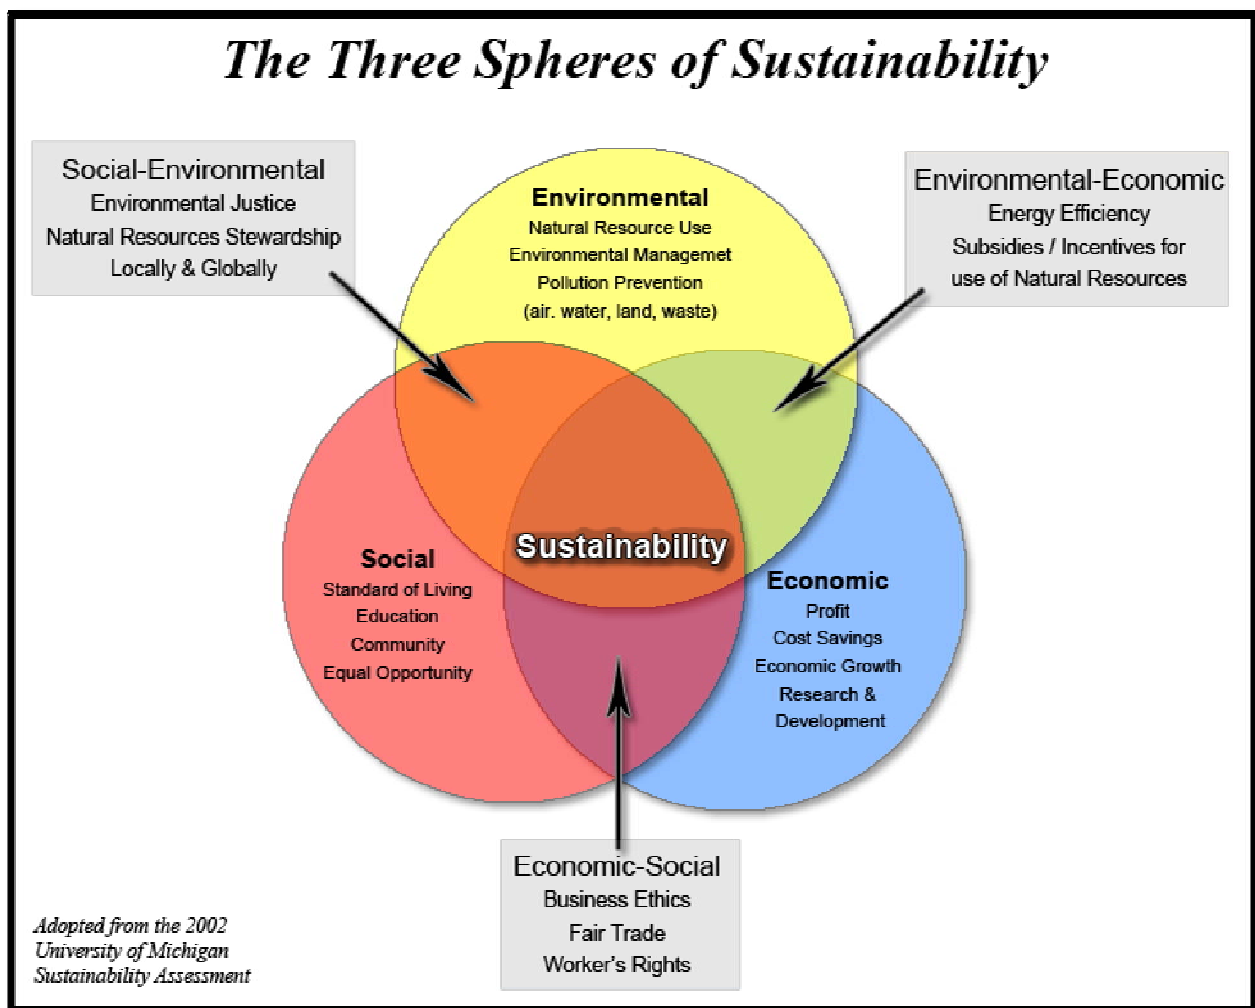 The Three Spheres of Sustainability
Social-Environmental
Environmental Justice
Natural Resources Stewardship
Locally & Globally
Environmental
Natural Resource Use
Environmental Managemet
Pollution Prevention
(air. water, land, waste)
Environmental-Economic
Energy Efficiency
Subsidies / Incentives for
use of Natural Resources
Sustainability
Social
Standard of Living
Education
Community
Equal Opportunity
Economic
Profit
Cost Savings
Economic Growth
Research &
Development
Economic-Social
Business Ethics
Fair Trade
Worker's Rights
Adopted from the 2002
University of Michigan
Sustainability Assessment